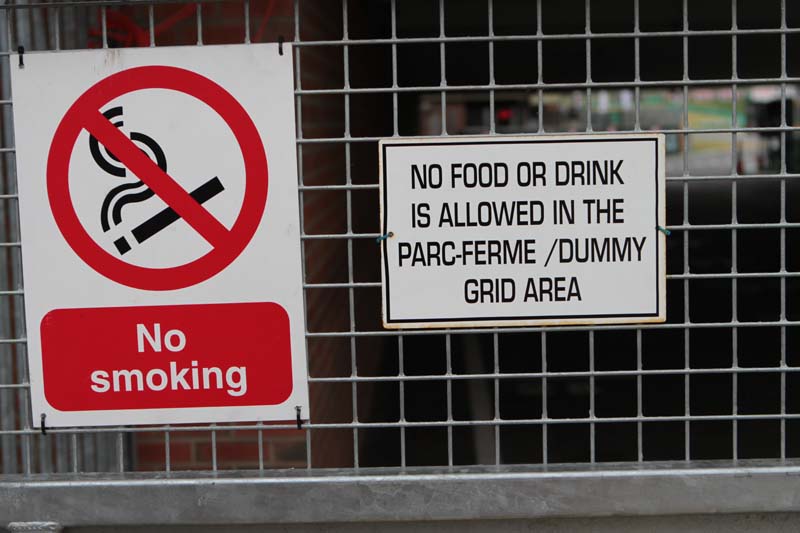 No
smoking
NO FOOD OR DRINK
IS ALLOWED IN THE
PARC-FERME /DUMMY
GRID AREA